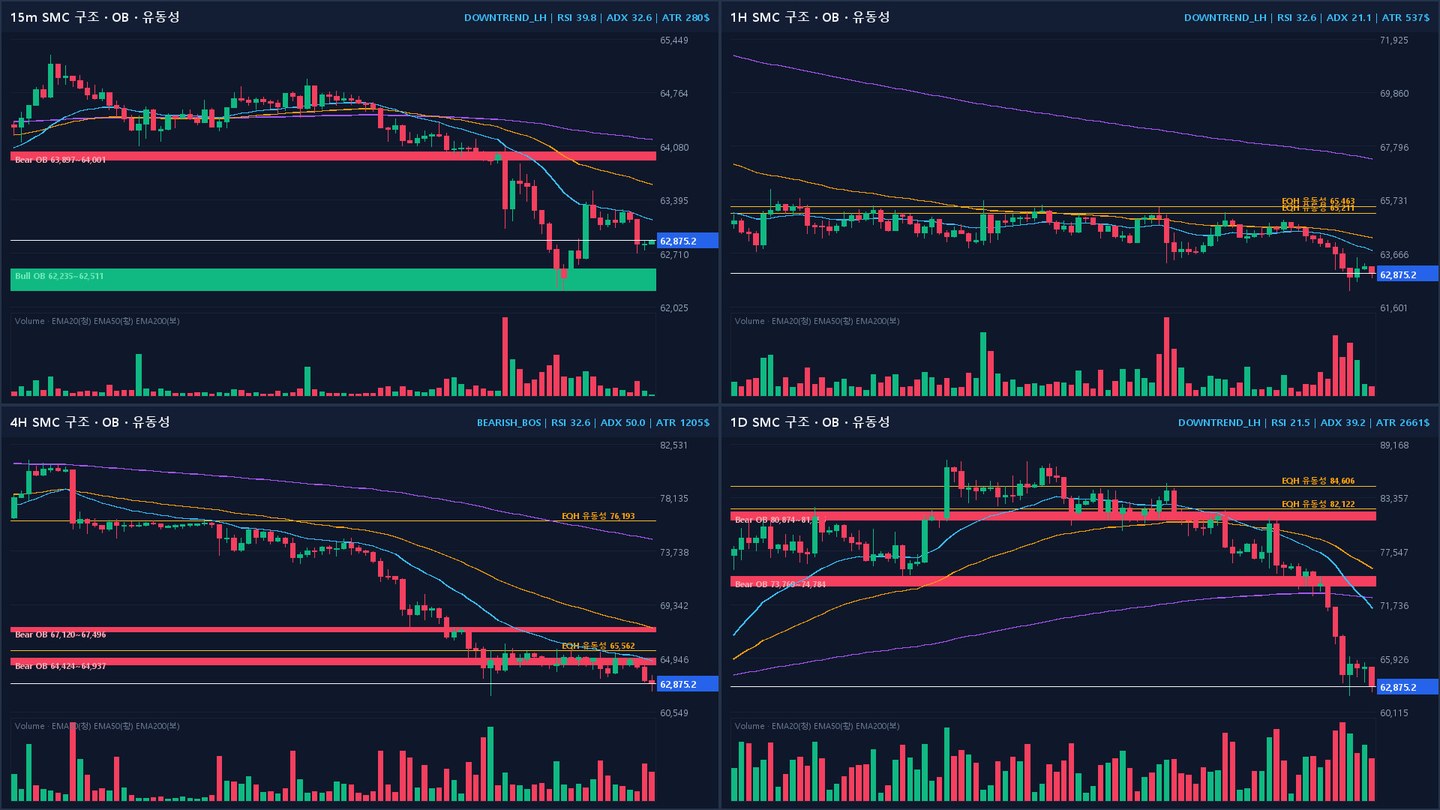 15m SMC 구조 · OB · 유동성
DOWNTREND_LH | RSI 39.8 | ADX 32.6 | ATR 280$
65,449
64,764
64,080
63,395
62,875.2
62,710
62,025
Bear OB 63,897~64,001
Bull OB 62,235~62,511
Volume · EMA20(청) EMA50(황) EMA200(보)
1H SMC 구조 · OB · 유동성
DOWNTREND_LH | RSI 32.6 | ADX 21.1 | ATR 537$
71,925
69,860
67,796
65,731
63,666
62,875.2
61,601
EQH 유동성 65,463
EQH 유동성 65,211
Volume · EMA20(청) EMA50(황) EMA200(보)
4H SMC 구조 · OB · 유동성
BEARISH_BOS | RSI 32.6 | ADX 50.0 | ATR 1205$
82,531
78,135
73,738
69,342
64,946
62,875.2
60,549
EQH 유동성 76,193
Bear OB 67,120~67,496
EQH 유동성 65,562
Bear OB 64,424~64,937
Volume · EMA20(청) EMA50(황) EMA200(보)
1D SMC 구조 · OB · 유동성
DOWNTREND_LH | RSI 21.5 | ADX 39.2 | ATR 2661$
89,168
83,357
77,547
71,736
65,926
62,875.2
60,115
EQH 유동성 84,606
EQH 유동성 82,122
Bear OB 80,874~81,
Bear OB
Volume · EMA20(청) EMA50(황) EMA200(보)